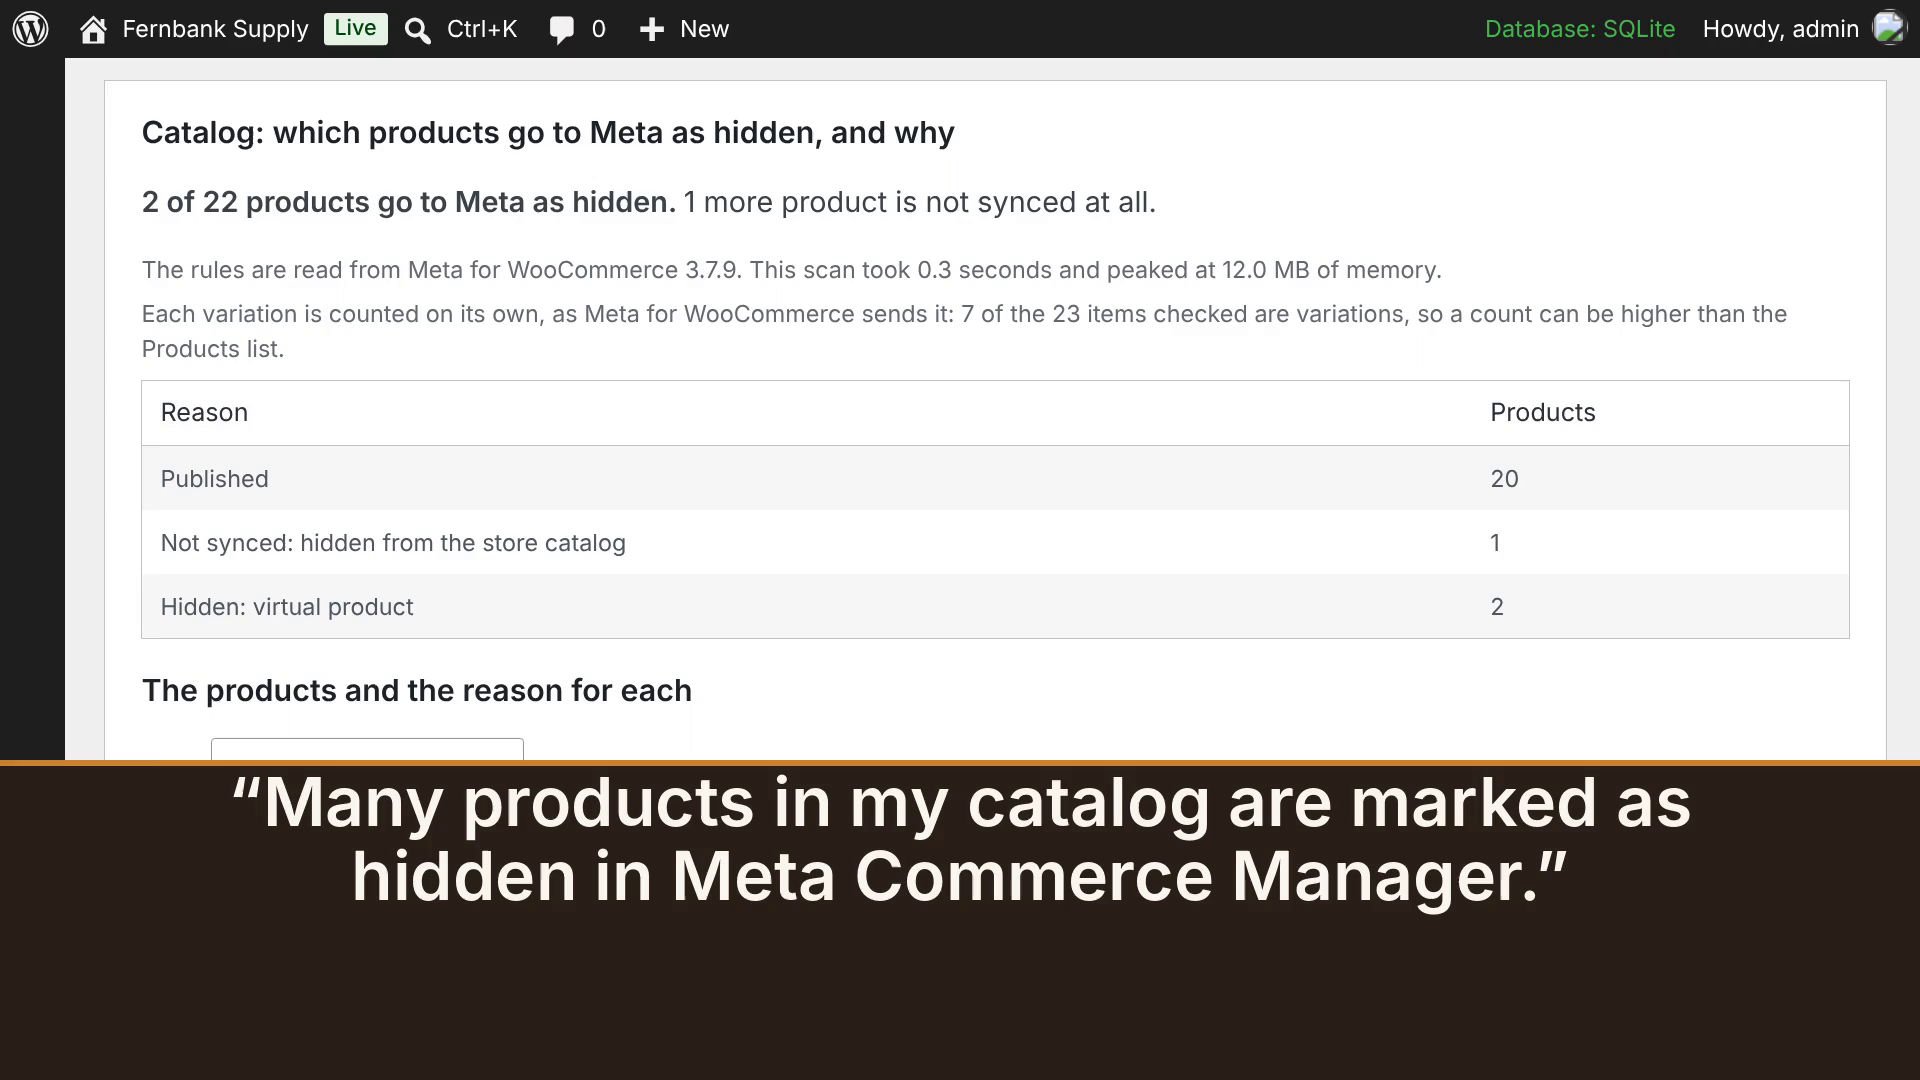 Fernbank Supply Live Ctrl+K 0 New Database: SQLite Howdy, admin
Catalog: which products go to Meta as hidden, and why
2 of 22 products go to Meta as hidden. 1 more product is not synced at all.
The rules are read from Meta for WooCommerce 3.7.9. This scan took 0.3 seconds and peaked at 12.0 MB of memory.
Each variation is counted on its own, as Meta for WooCommerce sends it: 7 of the 23 items checked are variations, so a count can be higher than the
Products list.
Reason Products
Published 20
Not synced: hidden from the store catalog 1
Hidden: virtual product 2
The products and the reason for each
“Many products in my catalog are marked as
hidden in Meta Commerce Manager.”